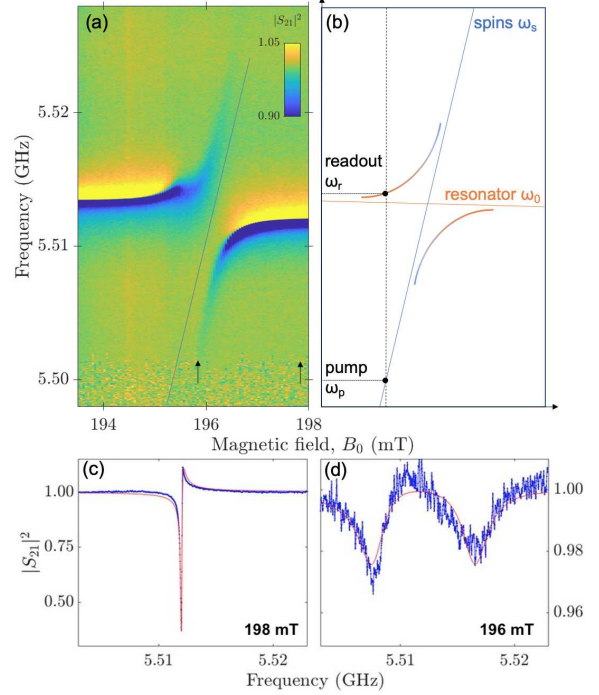 (a)
|S21|²
1.05
0.90
5.52
5.51
5.50
Frequency (GHz)
194
196
198
Magnetic field, B0 (mT)
(b)
spins ωs
readout
ωr
resonator ω0
pump
ωp
(c)
1.00
0.75
0.50
|S21|²
198 mT
5.51
5.52
(d)
1.00
0.98
0.96
196 mT
5.51
5.52
Frequency (GHz)